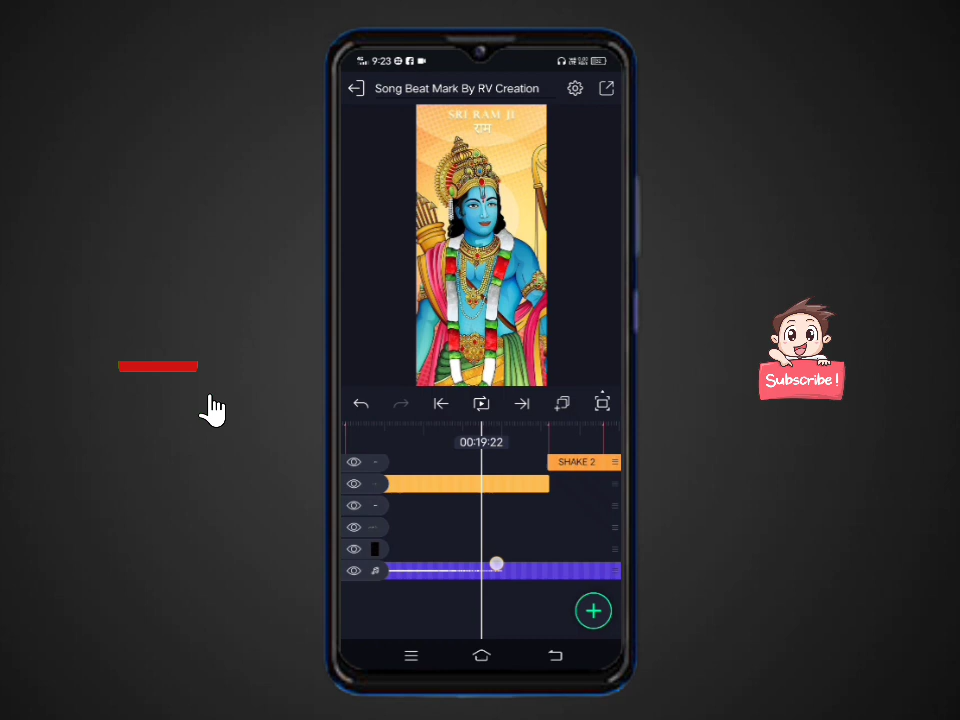 9:23
Song Beat Mark By RV Creation
SRI RAM JI
राम
00:19:22
SHAKE 2
Subscribe!